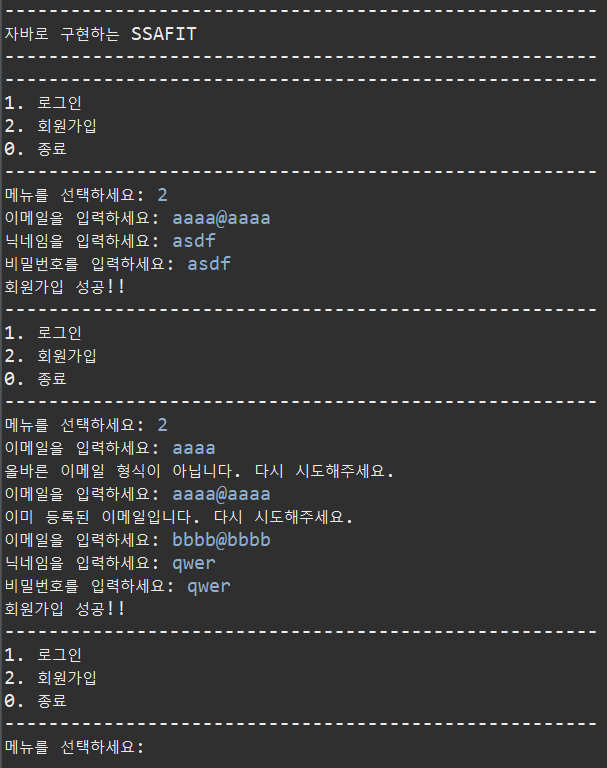 -------------------------------------------------------
자바로 구현하는 SSAFIT
-------------------------------------------------------
-------------------------------------------------------
1. 로그인
2. 회원가입
0. 종료
-------------------------------------------------------
메뉴를 선택하세요: 2
이메일을 입력하세요: aaaa@aaaa
닉네임을 입력하세요: asdf
비밀번호를 입력하세요: asdf
회원가입 성공!!
-------------------------------------------------------
1. 로그인
2. 회원가입
0. 종료
-------------------------------------------------------
메뉴를 선택하세요: 2
이메일을 입력하세요: aaaa
올바른 이메일 형식이 아닙니다. 다시 시도해주세요.
이메일을 입력하세요: aaaa@aaaa
이미 등록된 이메일입니다. 다시 시도해주세요.
이메일을 입력하세요: bbbb@bbbb
닉네임을 입력하세요: qwer
비밀번호를 입력하세요: qwer
회원가입 성공!!
-------------------------------------------------------
1. 로그인
2. 회원가입
0. 종료
-------------------------------------------------------
메뉴를 선택하세요: